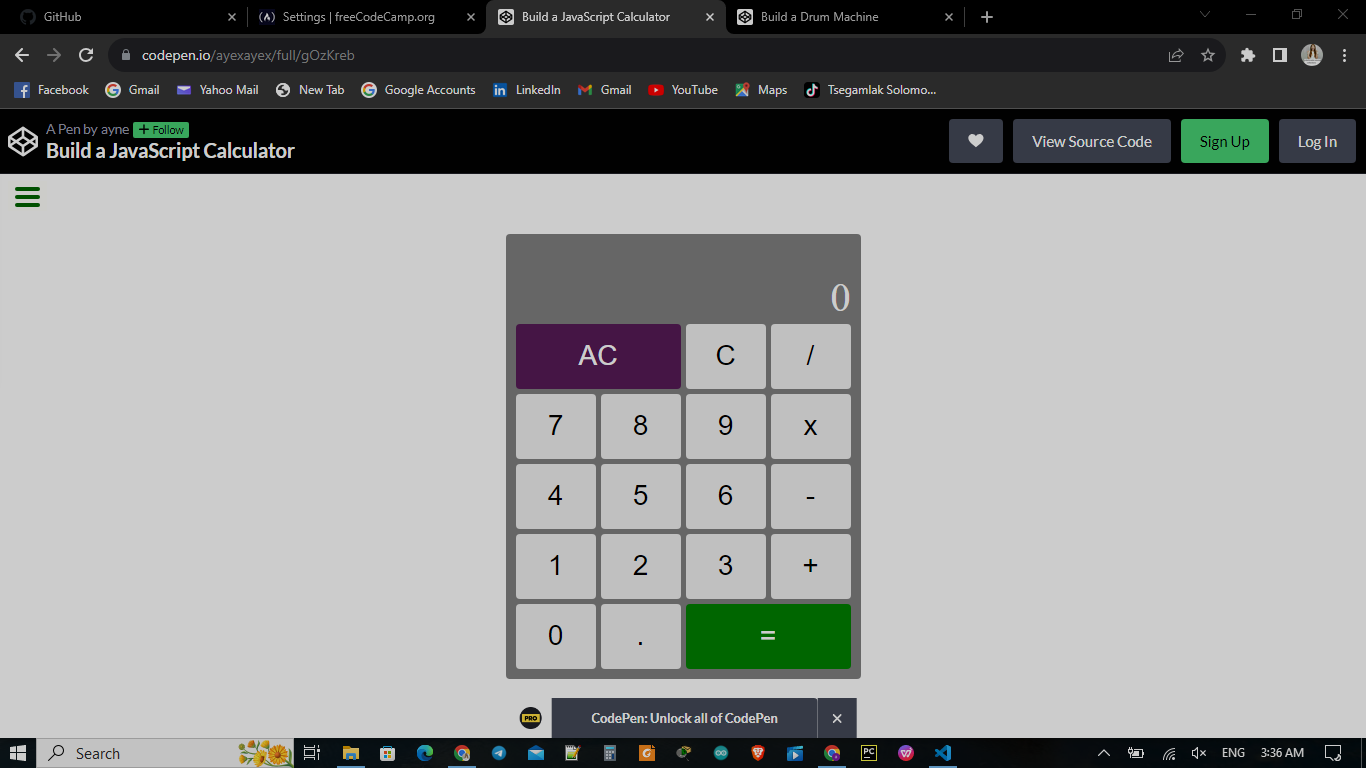 GitHub
Settings | freeCodeCamp.org
Build a JavaScript Calculator
Build a Drum Machine
codepen.io/ayexayex/full/gOzKreb
Facebook Gmail Yahoo Mail New Tab Google Accounts LinkedIn Gmail YouTube Maps Tsegamlak Solomo...
A Pen by ayne + Follow
Build a JavaScript Calculator
View Source Code Sign Up Log In
0
AC C /
7 8 9 x
4 5 6 -
1 2 3 +
0 . =
PRO CodePen: Unlock all of CodePen
Search ENG 3:36 AM
PC